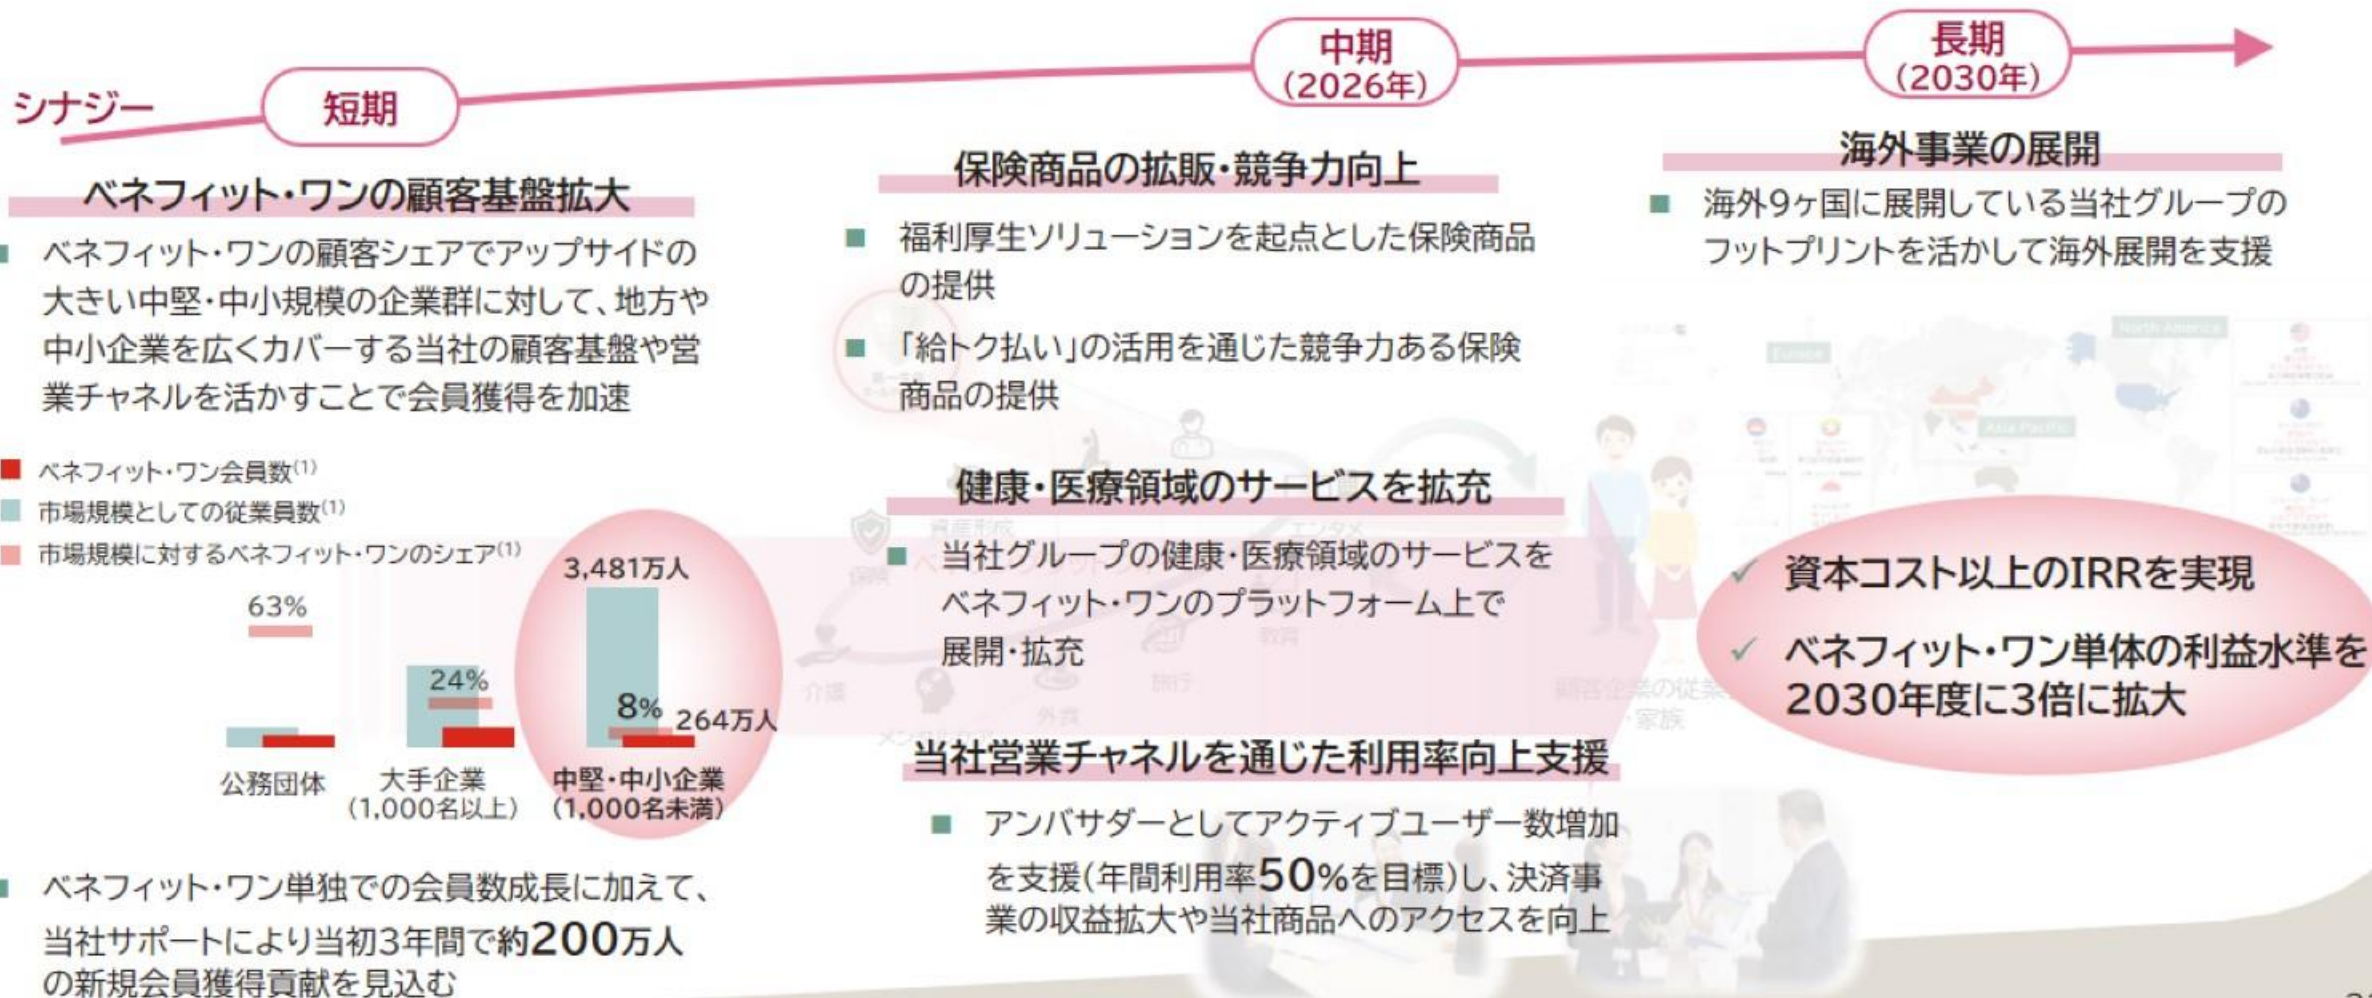 シナジー
短期
中期
(2026年)
長期
(2030年)
ベネフィット・ワンの顧客基盤拡大
■ ベネフィット・ワンの顧客シェアでアップサイドの
大きい中堅・中小規模の企業群に対して、地方や
中小企業を広くカバーする当社の顧客基盤や営
業チャネルを活かすことで会員獲得を加速
ベネフィット・ワン会員数(1)
市場規模としての従業員数(1)
市場規模に対するベネフィット・ワンのシェア(1)
63%
24%
3,481万人
8%
264万人
公務団体
大手企業
(1,000名以上)
中堅・中小企業
(1,000名未満)
■ ベネフィット・ワン単独での会員数成長に加えて、
当社サポートにより当初3年間で約200万人
の新規会員獲得貢献を見込む
保険商品の拡販・競争力向上
■ 福利厚生ソリューションを起点とした保険商品
の提供
■ 「給トク払い」の活用を通じた競争力ある保険
商品の提供
健康・医療領域のサービスを拡充
■ 当社グループの健康・医療領域のサービスを
ベネフィット・ワンのプラットフォーム上で
展開・拡充
当社営業チャネルを通じた利用率向上支援
■ アンバサダーとしてアクティブユーザー数増加
を支援(年間利用率50%を目標)し、決済事
業の収益拡大や当社商品へのアクセスを向上
海外事業の展開
■ 海外9ヶ国に展開している当社グループの
フットプリントを活かして海外展開を支援
North America
Europe
Asia Pacific
✓ 資本コスト以上のIRRを実現
✓ ベネフィット・ワン単体の利益水準を
2030年度に3倍に拡大
資産形成
エンタメ
保険
教育
介護
旅行
外食
家族